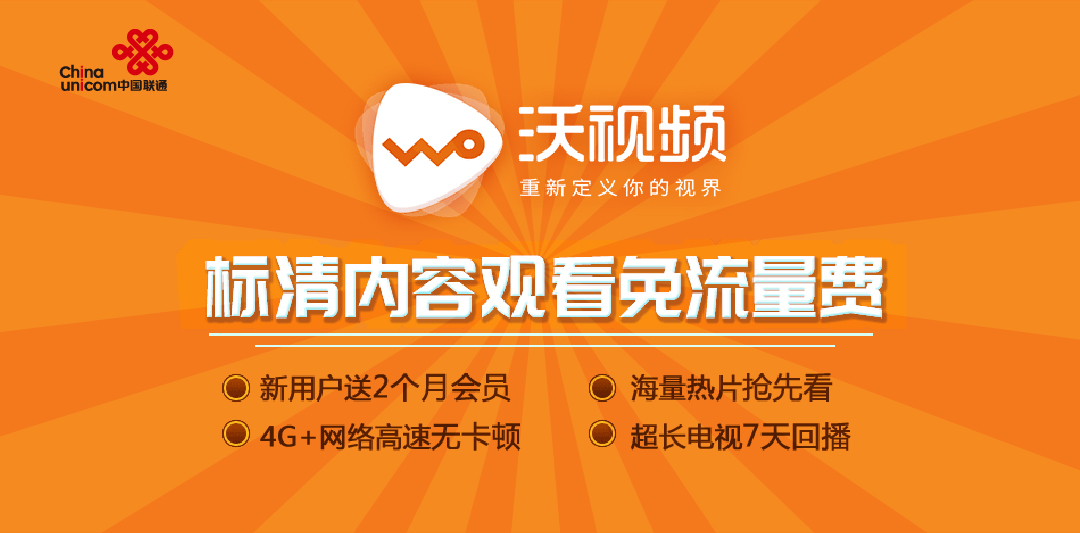 China
unicom中国联通
wo
沃视频
重新定义你的视界
标清内容观看免流量费
新用户送2个月会员
海量热片抢先看
4G+网络高速无卡顿
超长电视7天回播